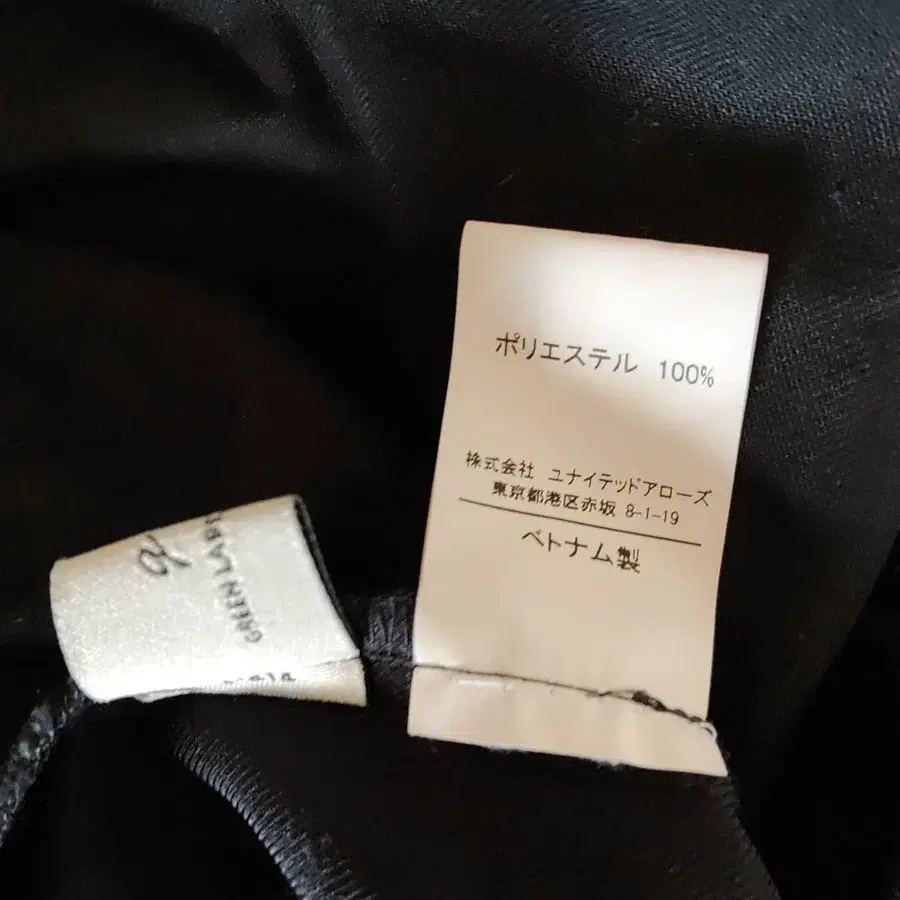 ポリエステル 100%
株式会社 ユナイテッドアローズ
東京都港区赤坂 8-1-19
ベトナム製
GREEN